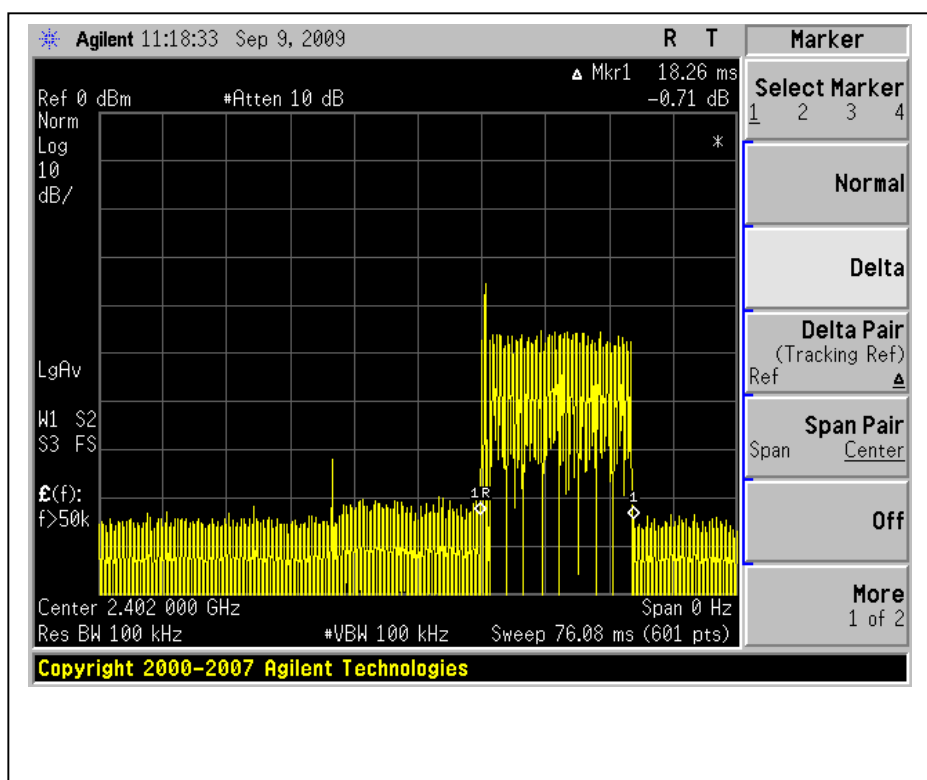 Agilent 11:18:33 Sep 9, 2009 R T
Δ Mkr1 18.26 ms
Ref 0 dBm #Atten 10 dB -0.71 dB
Norm
Log
10
dB/
*
LgAv
W1 S2
S3 FS
£(f):
f>50k
1R
1
Center 2.402 000 GHz Span 0 Hz
Res BW 100 kHz #VBW 100 kHz Sweep 76.08 ms (601 pts)
Copyright 2000-2007 Agilent Technologies
Marker
Select Marker
1 2 3 4
Normal
Delta
Delta Pair
(Tracking Ref)
Ref Δ
Span Pair
Span Center
Off
More
1 of 2